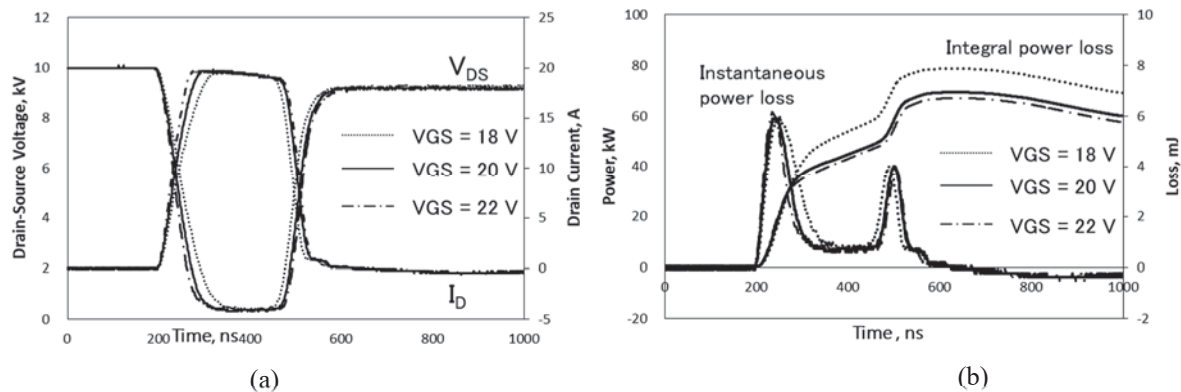 12
10
8
6
4
2
0
Drain-Source Voltage, kV
25
20
15
10
5
0
-5
Drain Current, A
V_DS
VGS = 18 V
VGS = 20 V
VGS = 22 V
I_D
0 200 400 600 800 1000
Time, ns
(a)
100
80
60
40
20
0
-20
Power, kW
10
8
6
4
2
0
-2
Loss, mJ
Integral power loss
Instantaneous
power loss
VGS = 18 V
VGS = 20 V
VGS = 22 V
0 200 400 600 800 1000
Time , ns
(b)